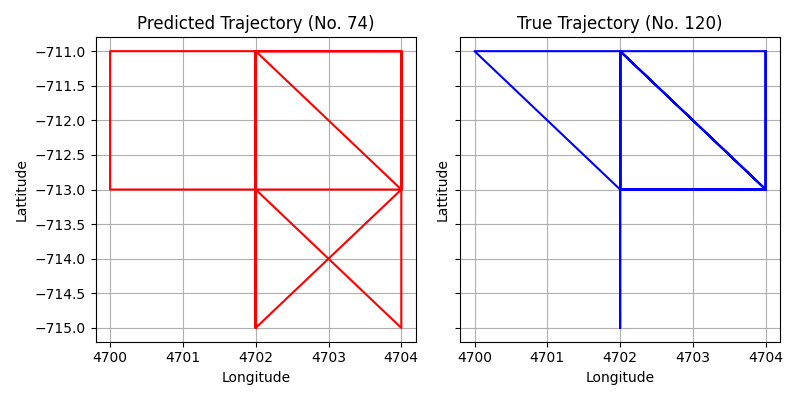 Predicted Trajectory (No. 74)
True Trajectory (No. 120)
−711.0
−711.5
−712.0
−712.5
−713.0
−713.5
−714.0
−714.5
−715.0
Lattitude
Lattitude
4700 4701 4702 4703 4704
4700 4701 4702 4703 4704
Longitude
Longitude